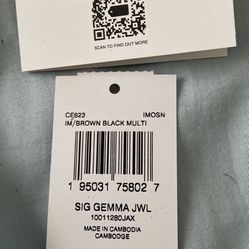 SCAN TO FIND OUT MORE
CE623 IMOSN
IM/BROWN BLACK MULTI
1 95031 75802 7
SIG GEMMA JWL
10011280JAX
MADE IN CAMBODIA
CAMBODGE